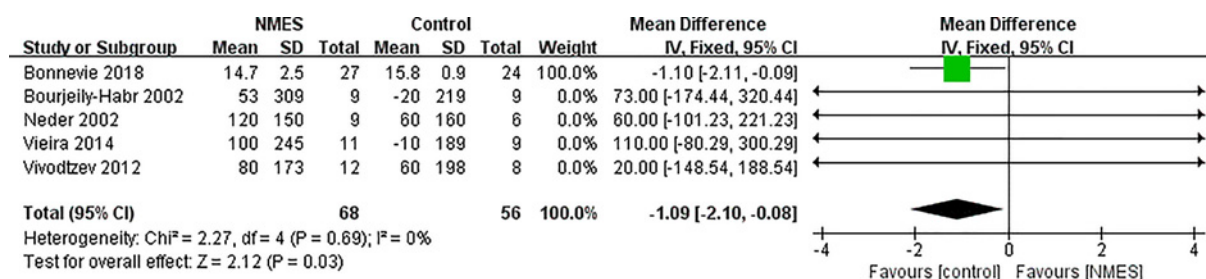 NMES Control Mean Difference Mean Difference
Study or Subgroup Mean SD Total Mean SD Total Weight IV, Fixed, 95% CI IV, Fixed, 95% CI
Bonnevie 2018 14.7 2.5 27 15.8 0.9 24 100.0% -1.10 [-2.11, -0.09]
Bourjeily-Habr 2002 53 309 9 -20 219 9 0.0% 73.00 [-174.44, 320.44]
Neder 2002 120 150 9 60 160 6 0.0% 60.00 [-101.23, 221.23]
Vieira 2014 100 245 11 -10 189 9 0.0% 110.00 [-80.29, 300.29]
Vivodtzev 2012 80 173 12 60 198 8 0.0% 20.00 [-148.54, 188.54]
Total (95% CI) 68 56 100.0% -1.09 [-2.10, -0.08]
Heterogeneity: Chi² = 2.27, df = 4 (P = 0.69); I² = 0%
Test for overall effect: Z = 2.12 (P = 0.03)
-4 -2 0 2 4
Favours [control] Favours [NMES]